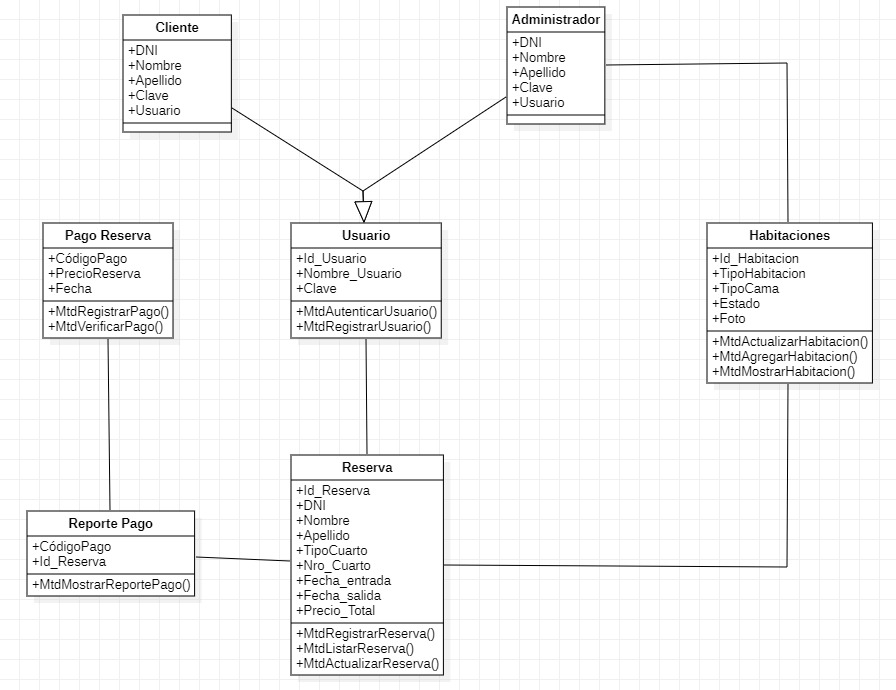 Cliente
+DNI
+Nombre
+Apellido
+Clave
+Usuario
Administrador
+DNI
+Nombre
+Apellido
+Clave
+Usuario
Pago Reserva
+CódigoPago
+PrecioReserva
+Fecha
+MtdRegistrarPago()
+MtdVerificarPago()
Usuario
+Id_Usuario
+Nombre_Usuario
+Clave
+MtdAutenticarUsuario()
+MtdRegistrarUsuario()
Habitaciones
+Id_Habitacion
+TipoHabitacion
+TipoCama
+Estado
+Foto
+MtdActualizarHabitacion()
+MtdAgregarHabitacion()
+MtdMostrarHabitacion()
Reporte Pago
+CódigoPago
+Id_Reserva
+MtdMostrarReportePago()
Reserva
+Id_Reserva
+DNI
+Nombre
+Apellido
+TipoCuarto
+Nro_Cuarto
+Fecha_entrada
+Fecha_salida
+Precio_Total
+MtdRegistrarReserva()
+MtdListarReserva()
+MtdActualizarReserva()